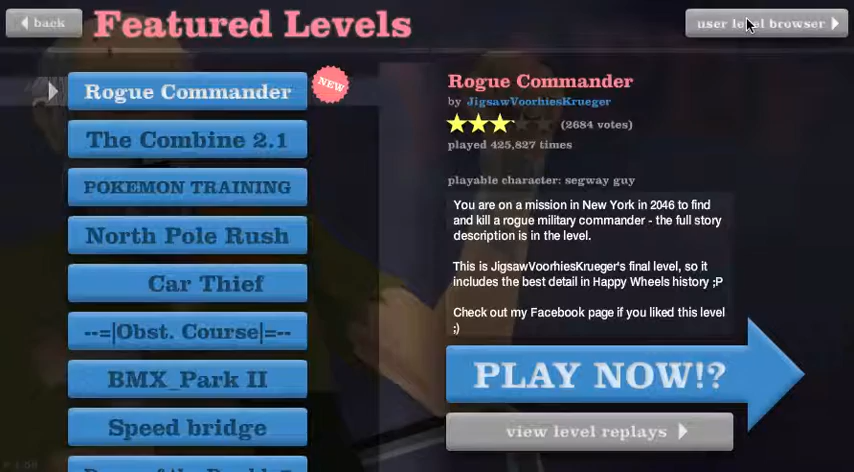 back
Featured Levels
user level browser
Rogue Commander
NEW
The Combine 2.1
POKEMON TRAINING
North Pole Rush
Car Thief
--=|Obst. Course|=--
BMX_Park II
Speed bridge
Rogue Commander
by JigsawVoorhiesKrueger
(2684 votes)
played 425,827 times
playable character: segway guy
You are on a mission in New York in 2046 to find
and kill a rogue military commander - the full story
description is in the level.
This is JigsawVoorhiesKrueger's final level, so it
includes the best detail in Happy Wheels history ;P
Check out my Facebook page if you liked this level
;)
PLAY NOW!?
view level replays